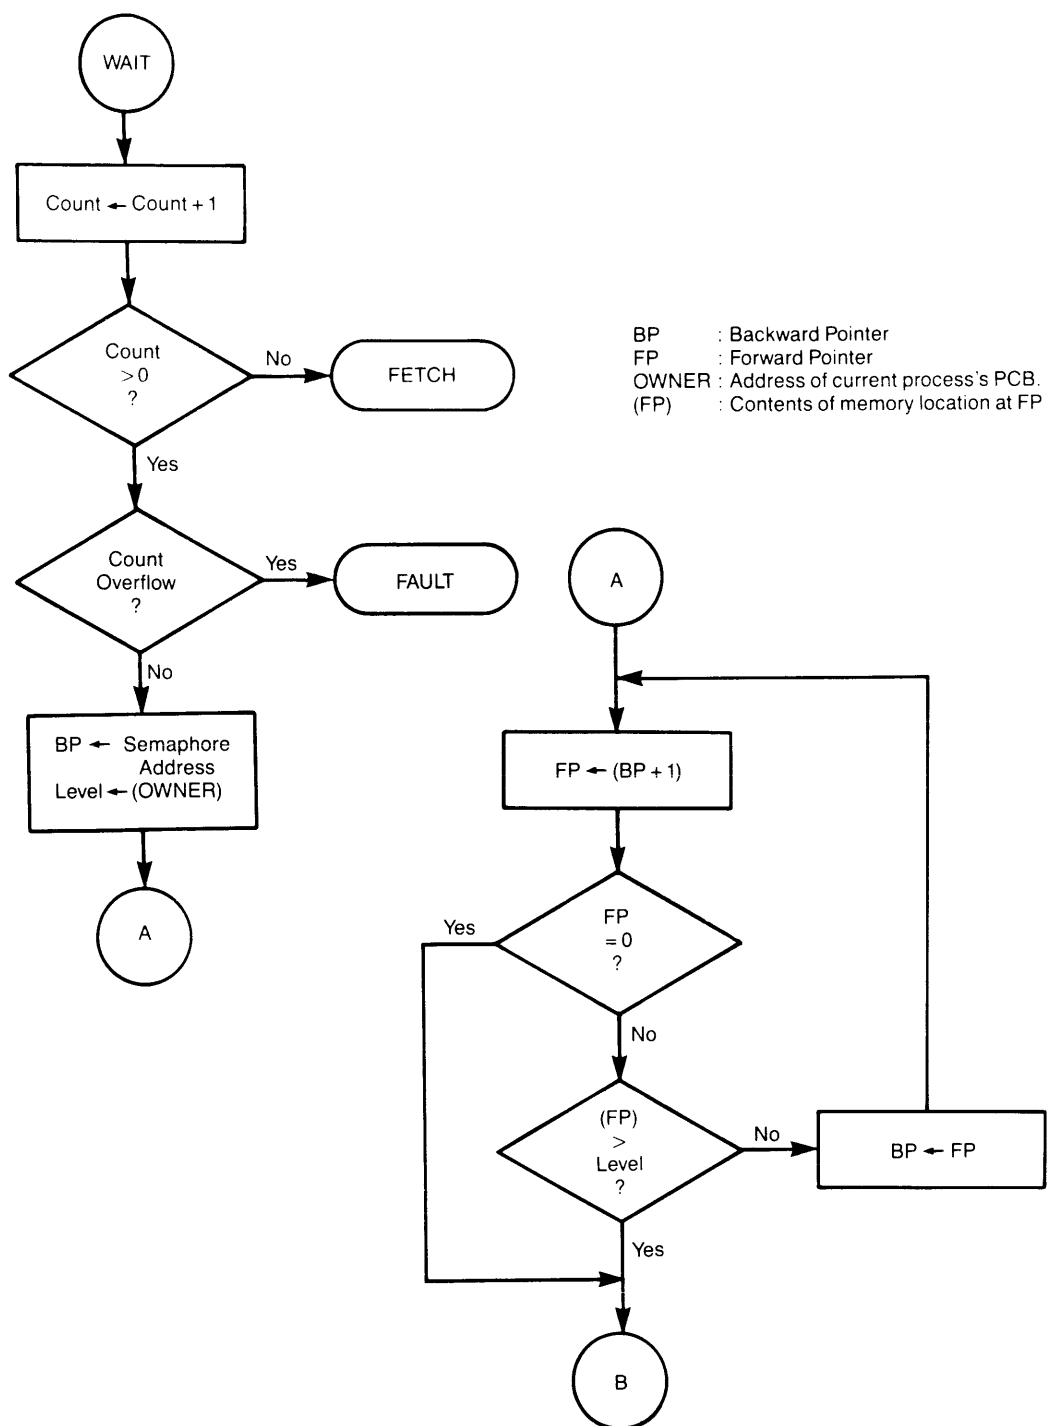 WAIT
Count ← Count + 1
Count
> 0
?
No
FETCH
Yes
Count
Overflow
?
Yes
FAULT
No
BP ← Semaphore
Address
Level ← (OWNER)
A
BP : Backward Pointer
FP : Forward Pointer
OWNER : Address of current process's PCB.
(FP) : Contents of memory location at FP
A
FP ← (BP + 1)
FP
= 0
?
Yes
No
(FP)
>
Level
?
No
BP ← FP
Yes
B